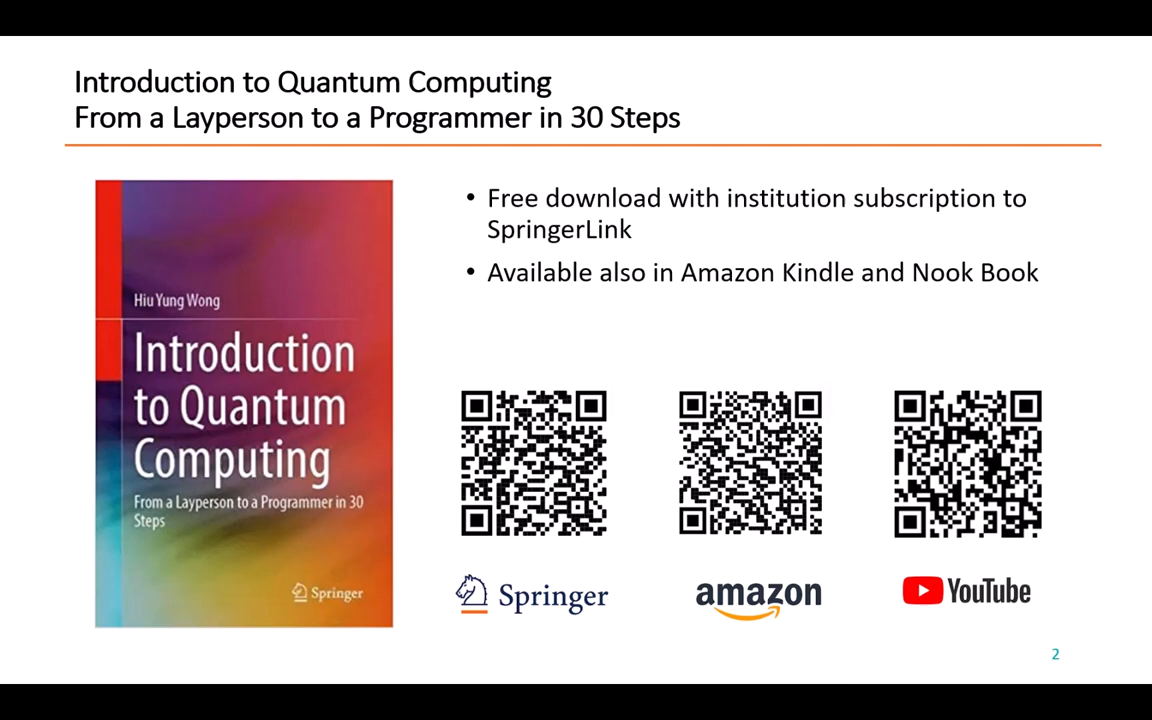 Introduction to Quantum Computing
From a Layperson to a Programmer in 30 Steps
Hiu Yung Wong
Introduction
to Quantum
Computing
From a Layperson to a Programmer in 30
Steps
Springer
• Free download with institution subscription to
SpringerLink
• Available also in Amazon Kindle and Nook Book
Springer
amazon
YouTube
2